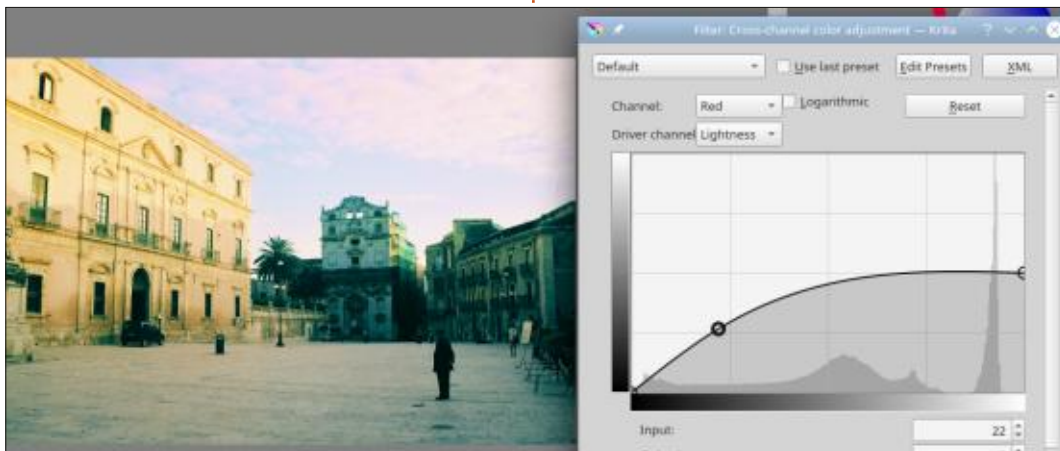 Filter: Cross-channel color adjustment — Krita
Default
Use last preset
Edit Presets
XML
Channel:
Red
Logarithmic
Reset
Driver channel
Lightness
Input:
22